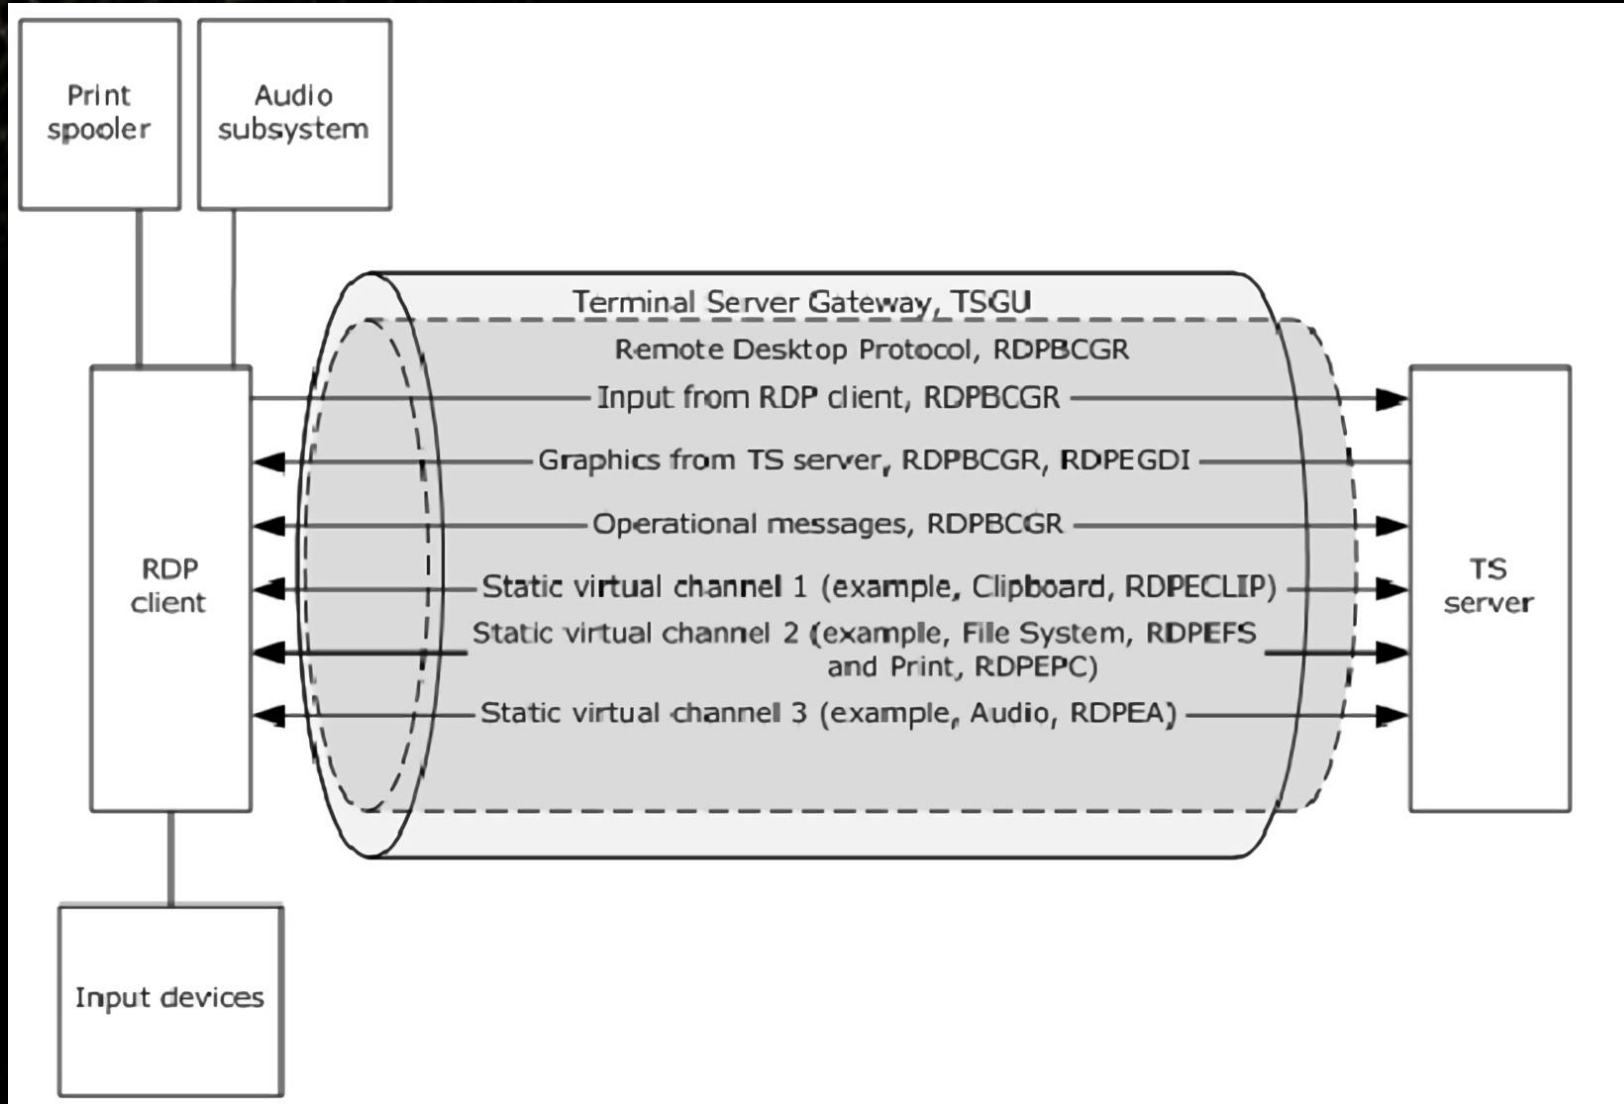 Print
spooler
Audio
subsystem
Terminal Server Gateway, TSGU
Remote Desktop Protocol, RDPBCGR
Input from RDP client, RDPBCGR
Graphics from TS server, RDPBCGR, RDPEGDI
Operational messages, RDPBCGR
Static virtual channel 1 (example, Clipboard, RDPECLIP)
Static virtual channel 2 (example, File System, RDPEFS
and Print, RDPEPC)
Static virtual channel 3 (example, Audio, RDPEA)
RDP
client
TS
server
Input devices